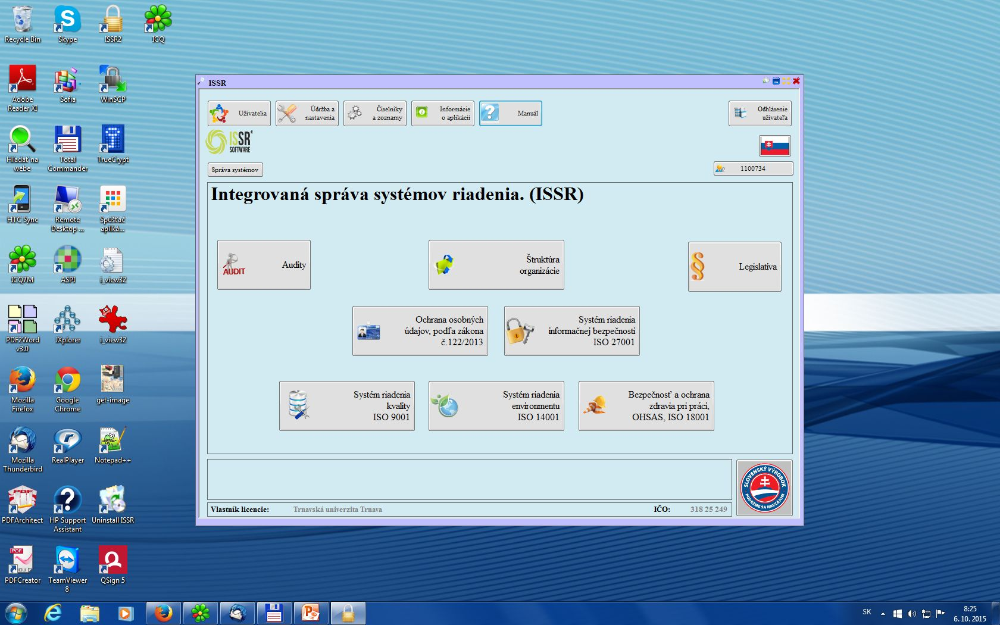 Recycle Bin
Skype
ISSR2
ICQ
Adobe
Reader XI
Sofia
WinSCP
Hľadať na
webe
Total
Commander
TrueCrypt
HTC Sync
Remote
Desktop ...
Spúšťač
apliká...
ICQ7M
ASPI
i_view32
PDF2Word
v3.0
JXplorer
i_view32
Mozilla
Firefox
Google
Chrome
get-image
Mozilla
Thunderbird
RealPlayer
Notepad++
PDFArchitect
HP Support
Assistant
Uninstall ISSR
PDFCreator
TeamViewer
8
QSign 5
ISSR
Užívatelia
Údržba a
nastavenia
Číselníky
a zoznamy
Informácie
o aplikácii
Manuál
Odhlásenie
užívateľa
ISSR
SOFTWARE
Správa systémov
1100734
Integrovaná správa systémov riadenia. (ISSR)
AUDIT
Audity
Štruktúra
organizácie
Legislatíva
Ochrana osobných
údajov, podľa zákona
č.122/2013
Systém riadenia
informačnej bezpečnosti
ISO 27001
Systém riadenia
kvality
ISO 9001
Systém riadenia
environmentu
ISO 14001
Bezpečnosť a ochrana
zdravia pri práci,
OHSAS, ISO 18001
SLOVENSKÝ VÝROBOK
PODRŽME SA NAVZÁJOM
Vlastník licencie: Trnavská univerzita Trnava
IČO: 318 25 249
SK
8:25
6. 10. 2015